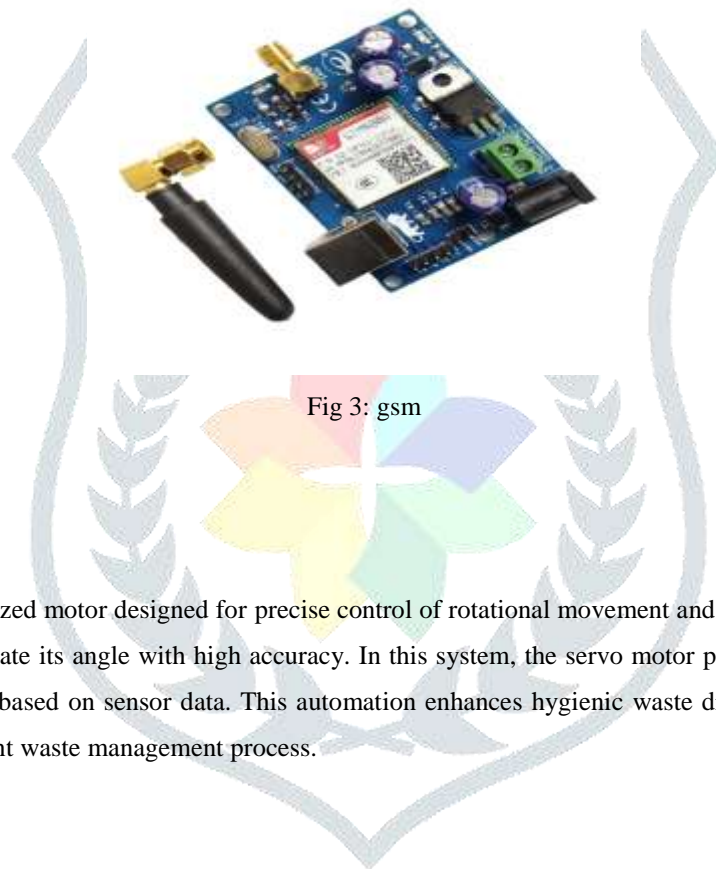 Fig 3: gsm
zed motor designed for precise control of rotational movement and
ate its angle with high accuracy. In this system, the servo motor p
based on sensor data. This automation enhances hygienic waste d
nt waste management process.